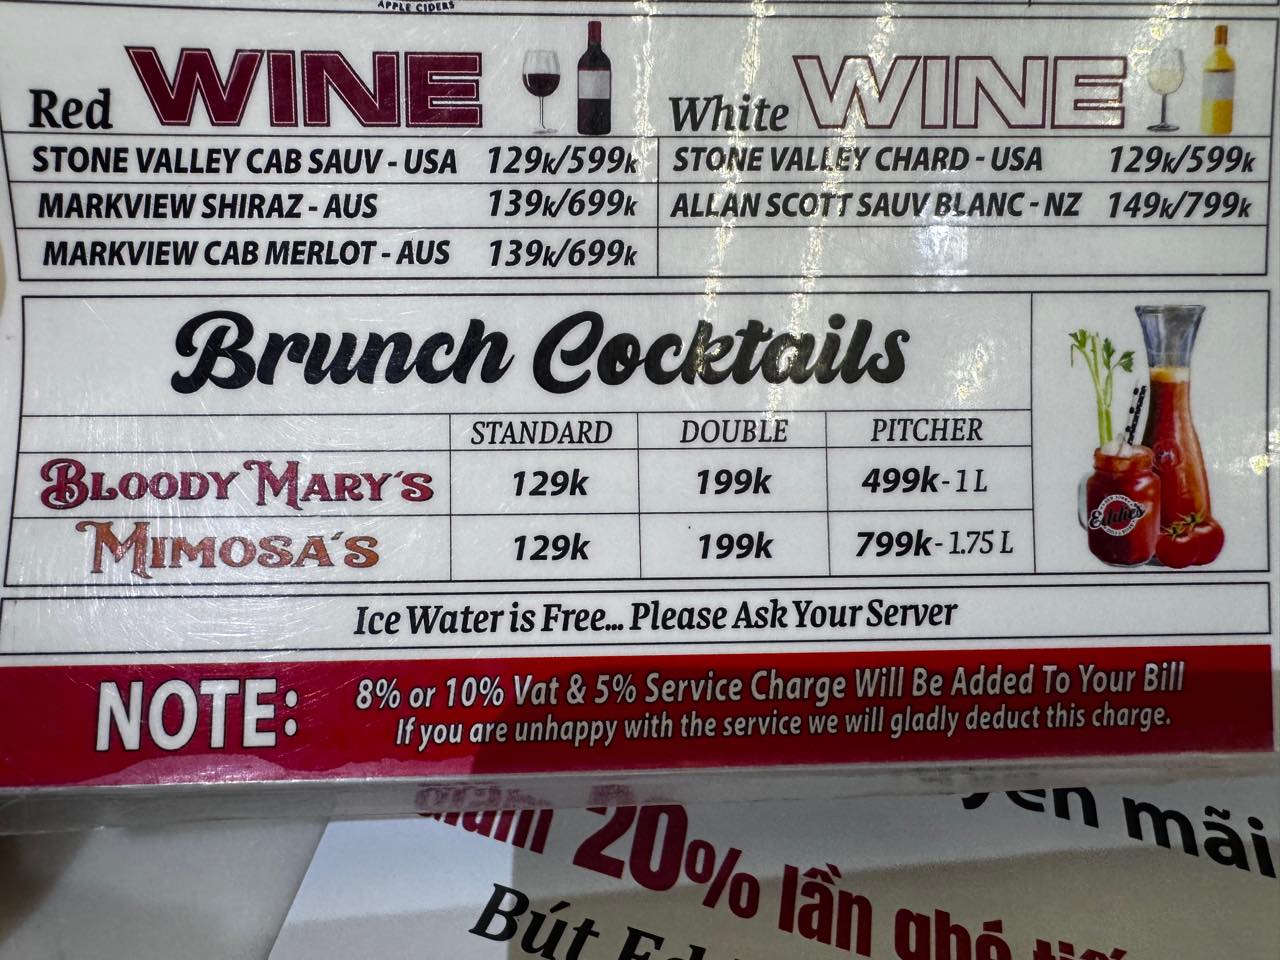 APPLE CIDERS
Red WINE
STONE VALLEY CAB SAUV - USA 129k/599k
MARKVIEW SHIRAZ - AUS 139k/699k
MARKVIEW CAB MERLOT - AUS 139k/699k
White WINE
STONE VALLEY CHARD - USA 129k/599k
ALLAN SCOTT SAUV BLANC - NZ 149k/799k
Brunch Cocktails
STANDARD DOUBLE PITCHER
BLOODY MARY'S 129k 199k 499k-1 L
MIMOSA'S 129k 199k 799k-1.75 L
Eddie's
Ice Water is Free... Please Ask Your Server
NOTE: 8% or 10% Vat & 5% Service Charge Will Be Added To Your Bill
If you are unhappy with the service we will gladly deduct this charge.
mãi
giảm 20% lần ghé
Bút